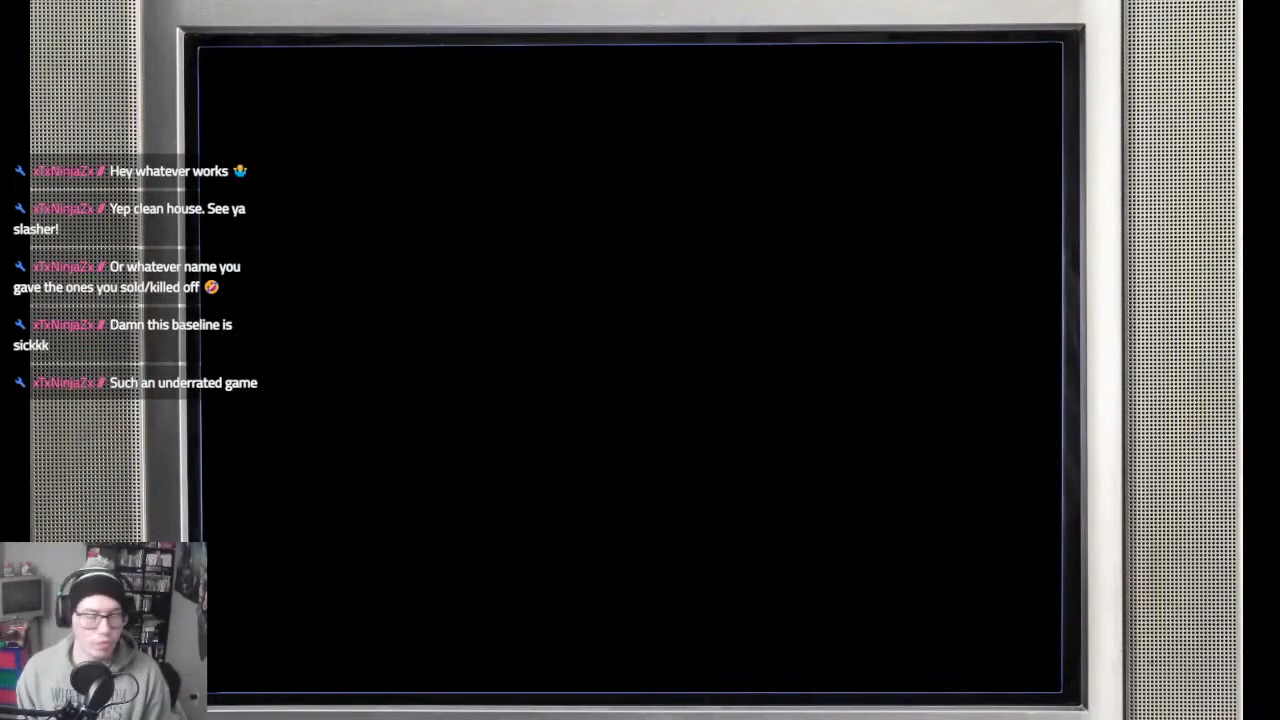 xTxNinjaZx Hey whatever works 🤷
xTxNinjaZx Yep clean house. See ya
slasher!
xTxNinjaZx Or whatever name you
gave the ones you sold/killed off 🤣
xTxNinjaZx Damn this baseline is
sickkk
xTxNinjaZx Such an underrated game